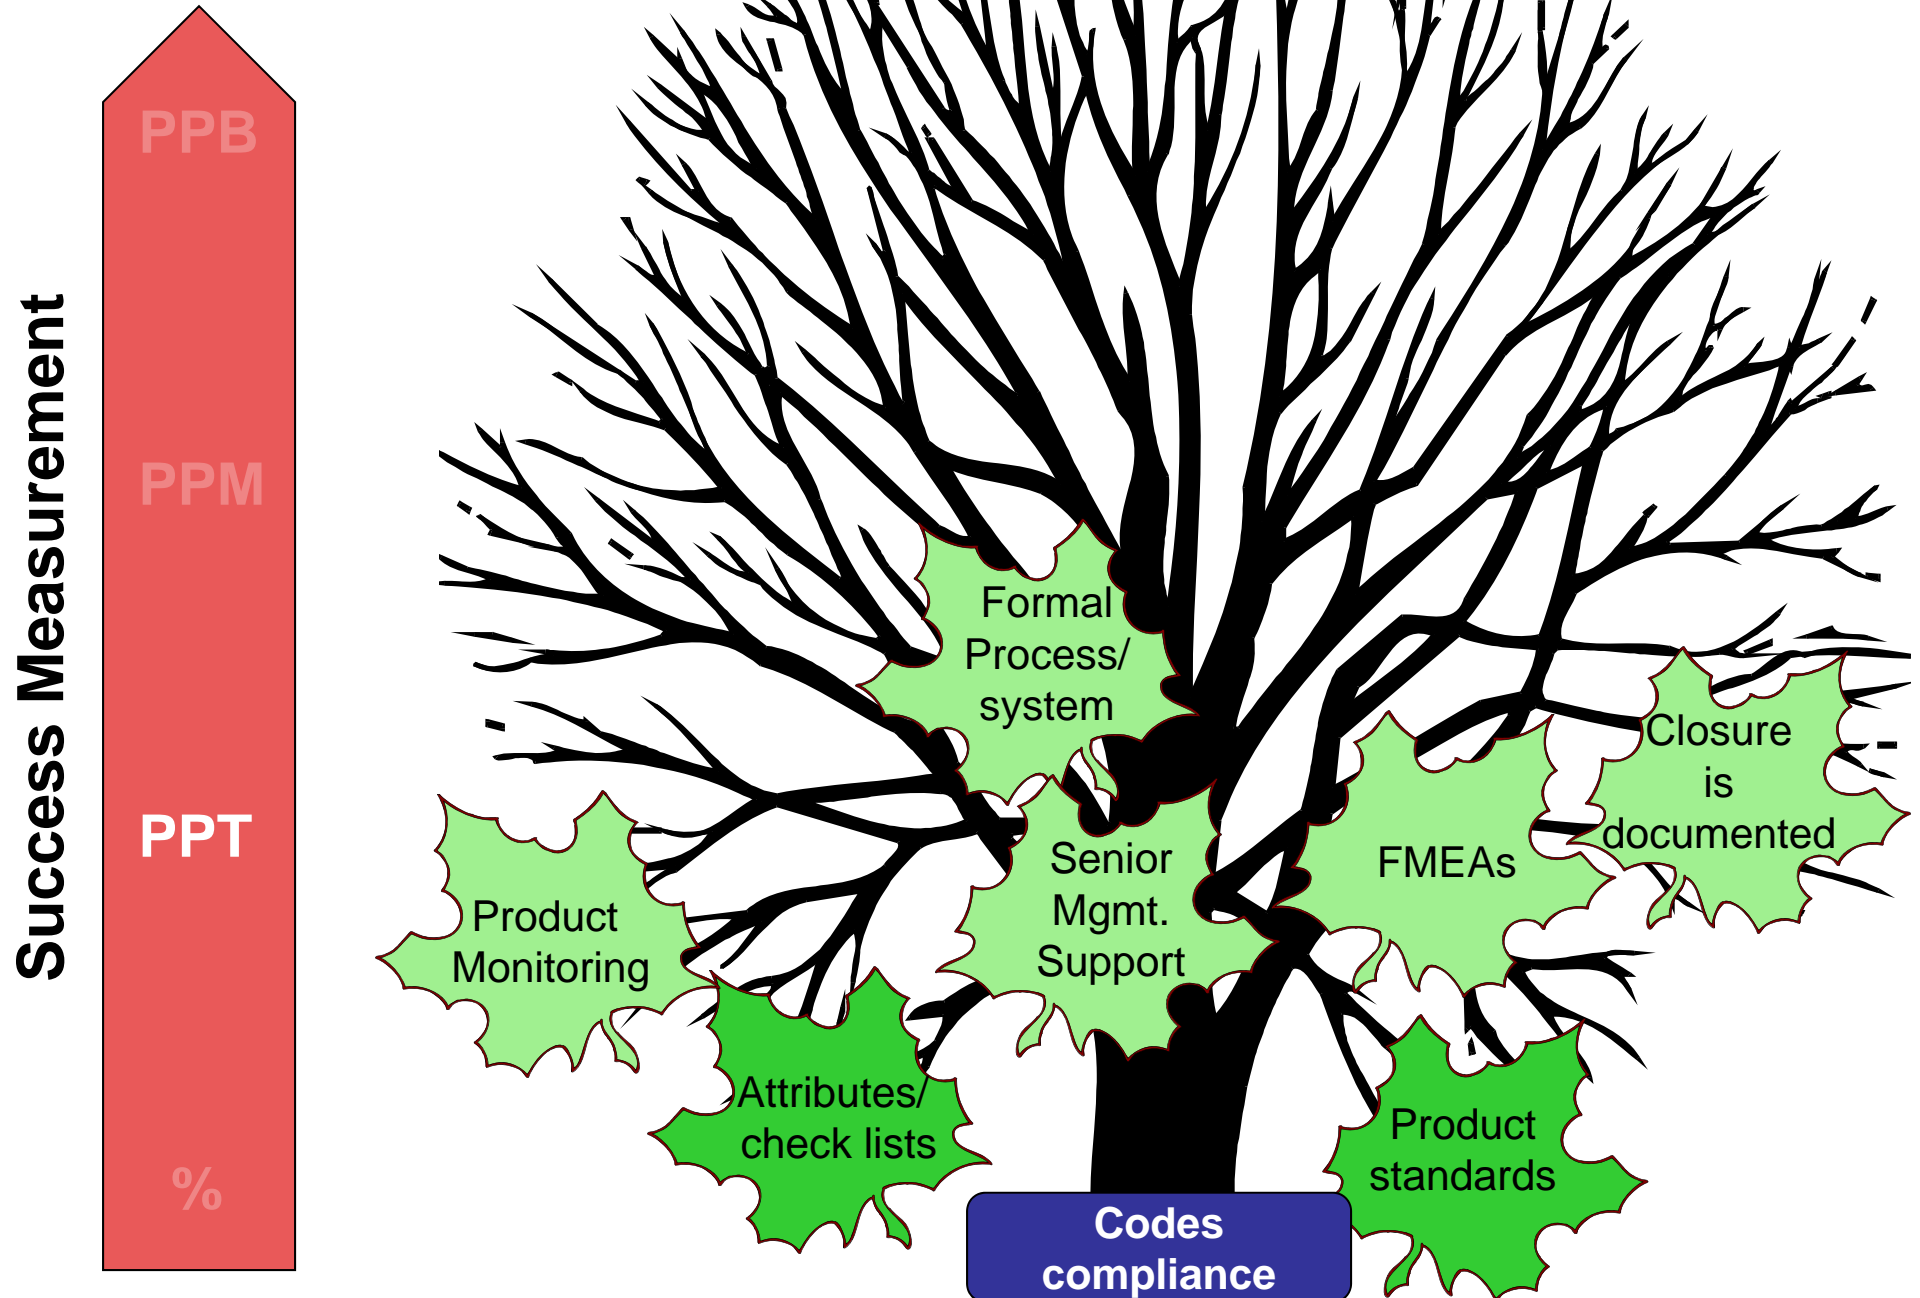 Success Measurement
PPB
PPM
PPT
%
Formal
Process/
system
Closure
is
documented
Senior
Mgmt.
Support
FMEAs
Product
Monitoring
Attributes/
check lists
Product
standards
Codes
compliance